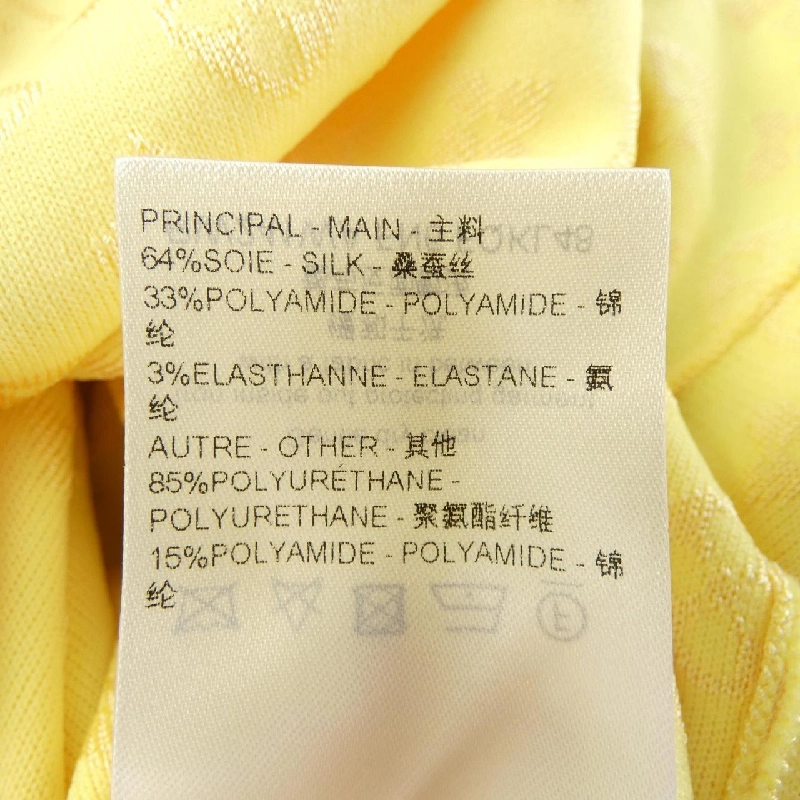 PRINCIPAL - MAIN - 主料
64%SOIE - SILK - 桑蚕丝
33%POLYAMIDE - POLYAMIDE - 锦
纶
3%ELASTHANNE - ELASTANE - 氨
纶
AUTRE - OTHER - 其他
85%POLYURÉTHANE -
POLYURETHANE - 聚氨酯纤维
15%POLYAMIDE - POLYAMIDE - 锦
纶